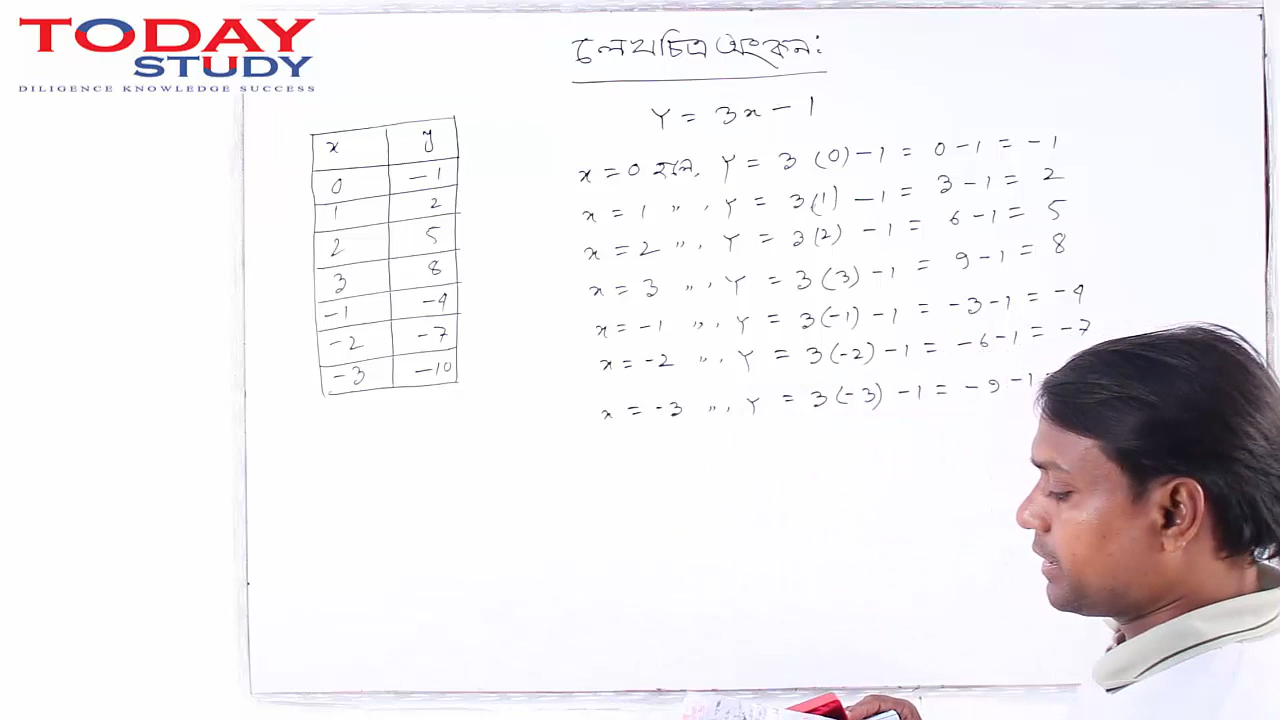 TODAY
STUDY
DILIGENCE KNOWLEDGE SUCCESS
লেখচিত্র অংকন:
Y = 3x - 1
x = 0 হলে, Y = 3 (0) - 1 = 0 - 1 = - 1
x = 1 ,, , Y = 3(1) - 1 = 3 - 1 = 2
x = 2 ,, , Y = 3(2) - 1 = 6 - 1 = 5
x = 3 ,, , Y = 3(3) - 1 = 9 - 1 = 8
x = -1 ,, , Y = 3(-1) - 1 = -3 - 1 = -4
x = -2 ,, , Y = 3(-2) - 1 = -6 - 1 = -7
x = -3 ,, , Y = 3(-3) - 1 = -9 - 1
x y
0 -1
1 2
2 5
3 8
-1 -4
-2 -7
-3 -10